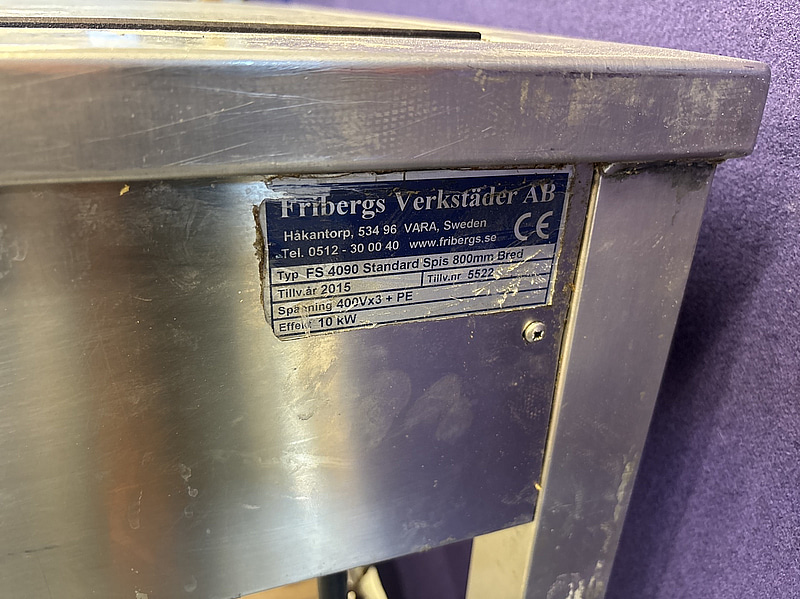 Fribergs Verkstäder AB
Håkantorp, 534 96 VARA, Sweden
Tel. 0512 - 30 00 40 www.fribergs.se
CE
Typ FS 4090 Standard Spis 800mm Bred
Tillv.år 2015 Tillv.nr 5522
Spänning 400Vx3 + PE
Effekt 10 kW